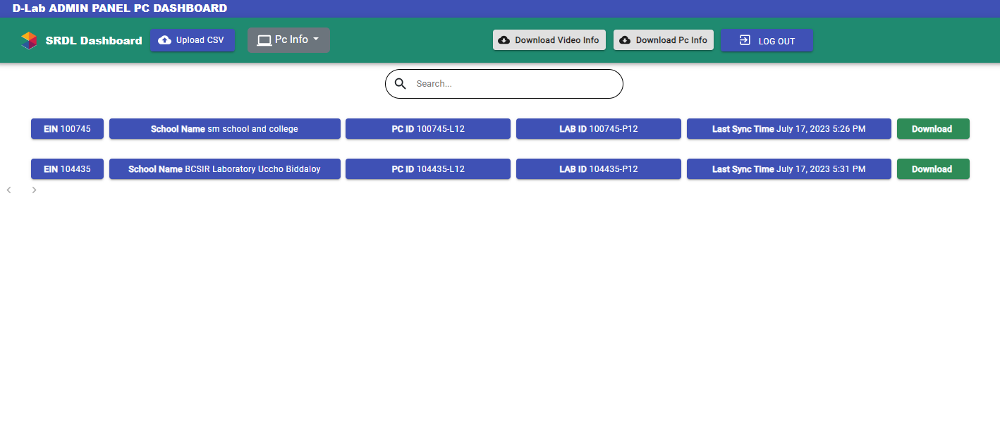 D-Lab ADMIN PANEL PC DASHBOARD
SRDL Dashboard Upload CSV Pc Info Download Video Info Download Pc Info LOG OUT
Search...
EIN 100745 School Name sm school and college PC ID 100745-L12 LAB ID 100745-P12 Last Sync Time July 17, 2023 5:26 PM Download
EIN 104435 School Name BCSIR Laboratory Uccho Biddaloy PC ID 104435-L12 LAB ID 104435-P12 Last Sync Time July 17, 2023 5:31 PM Download